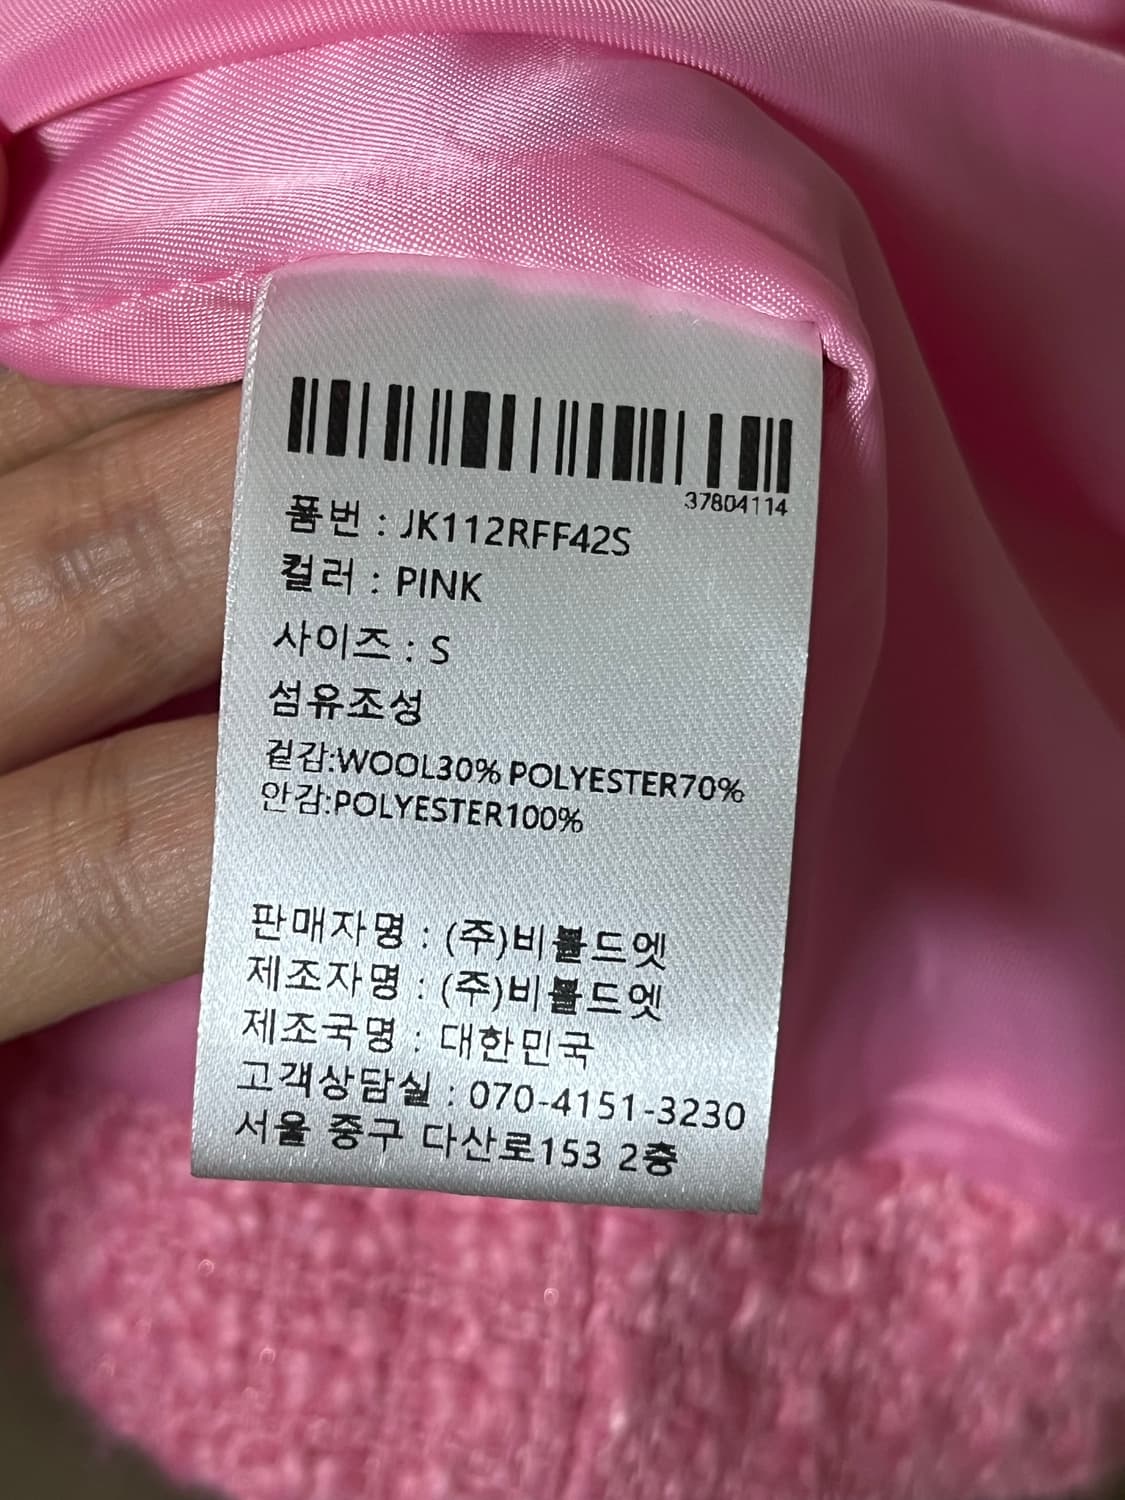 37804114
품번 : JK112RFF42S
컬러 : PINK
사이즈 : S
섬유조성
겉감:WOOL30% POLYESTER70%
안감:POLYESTER100%
판매자명 : (주)비볼드엣
제조자명 : (주)비볼드엣
제조국명 : 대한민국
고객상담실 : 070-4151-3230
서울 중구 다산로153 2층